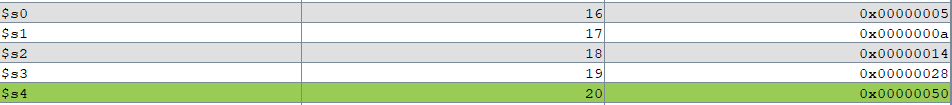 $s0 16 0x00000005
$s1 17 0x0000000a
$s2 18 0x00000014
$s3 19 0x00000028
$s4 20 0x00000050